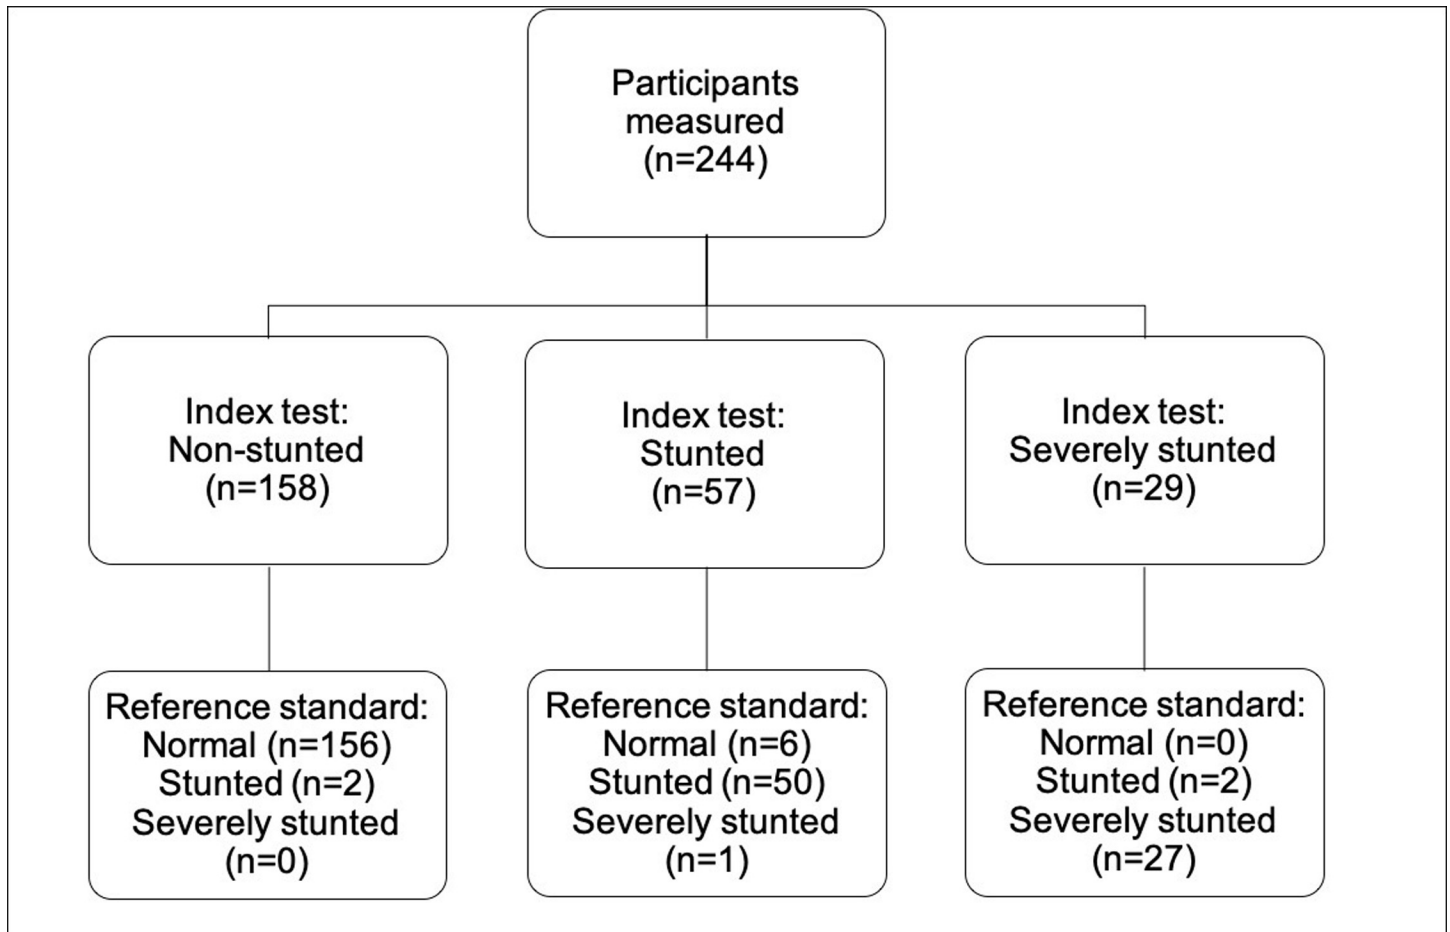 Participants
measured
(n=244)
Index test:
Non-stunted
(n=158)
Index test:
Stunted
(n=57)
Index test:
Severely stunted
(n=29)
Reference standard:
Normal (n=156)
Stunted (n=2)
Severely stunted
(n=0)
Reference standard:
Normal (n=6)
Stunted (n=50)
Severely stunted
(n=1)
Reference standard:
Normal (n=0)
Stunted (n=2)
Severely stunted
(n=27)